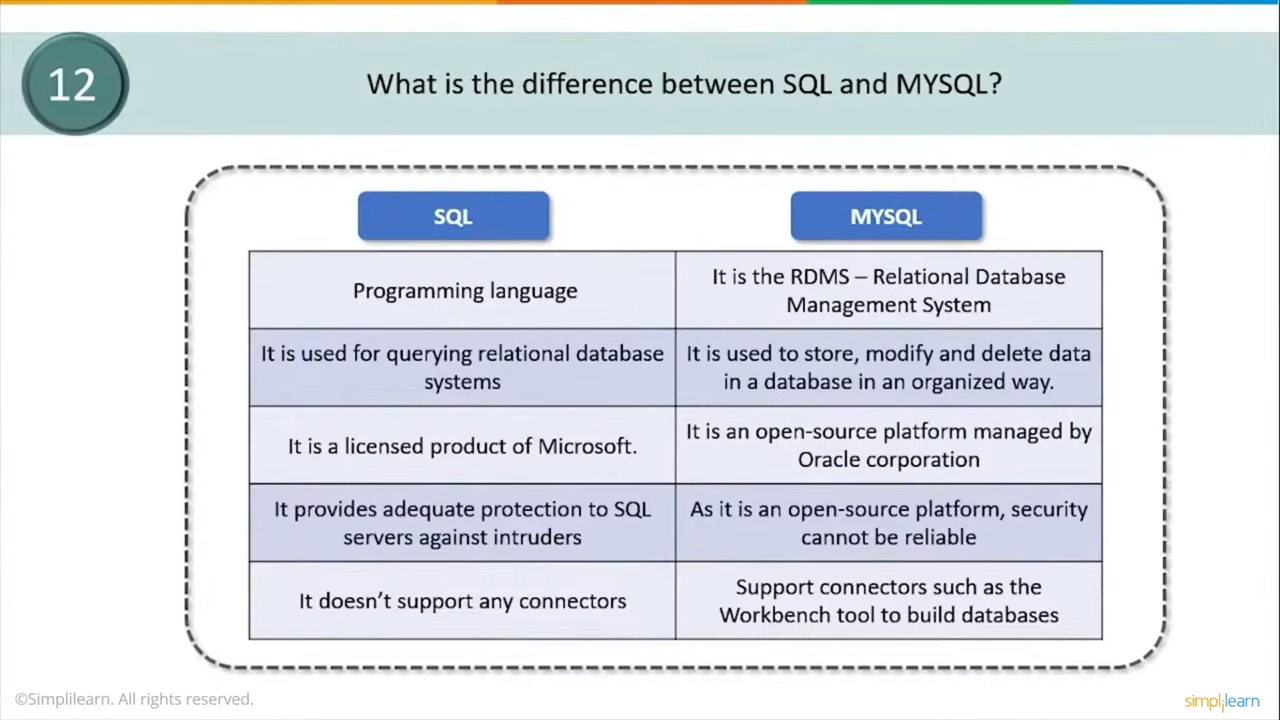 12
What is the difference between SQL and MYSQL?
SQL
MYSQL
Programming language
It is the RDMS – Relational Database
Management System
It is used for querying relational database
systems
It is used to store, modify and delete data
in a database in an organized way.
It is a licensed product of Microsoft.
It is an open-source platform managed by
Oracle corporation
It provides adequate protection to SQL
servers against intruders
As it is an open-source platform, security
cannot be reliable
It doesn’t support any connectors
Support connectors such as the
Workbench tool to build databases
©Simplilearn. All rights reserved.
simplilearn